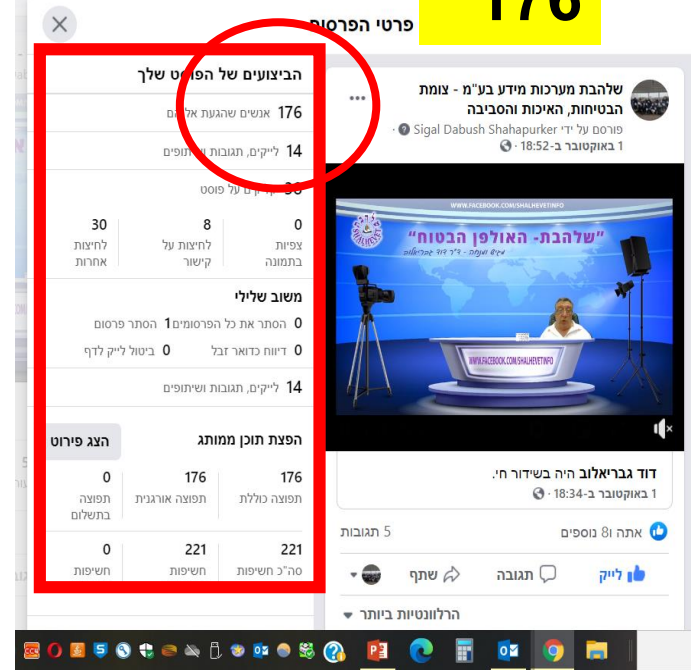 176
פרטי הפרסום
הביצועים של הפוסט שלך
176 אנשים שהגעת אליהם
14 לייקים, תגובות ושיתופים
38 קליקים על פוסט
0 צפיות בתמונה
8 לחיצות על קישור
30 לחיצות אחרות
משוב שלילי
0 הסתר את כל הפרסומים 1 הסתר פרסום
0 דיווח כדואר זבל 0 ביטול לייק לדף
14 לייקים, תגובות ושיתופים
הפצת תוכן ממותג
הצג פירוט
176 תפוצה כוללת
176 תפוצה אורגנית
0 תפוצה בתשלום
221 סה"כ חשיפות
221 חשיפות
0 חשיפות
שלהבת מערכות מידע בע"מ - צומת
הבטיחות, האיכות והסביבה
פורסם על ידי Sigal Dabush Shahapurker ·
1 באוקטובר ב-18:52 ·
WWW.FACEBOOK.COM/SHALHEVETINFO
SHALHEVET
"שלהבת- האולפן הבטוח"
מגיש ומנחה - ד"ר דוד גבריאלוב
WWW.FACEBOOK.COM/SHALHEVETINFO
דוד גבריאלוב היה בשידור חי.
1 באוקטובר ב-18:34 ·
אתה ו8 נוספים
5 תגובות
לייק
תגובה
שתף
הרלוונטיות ביותר